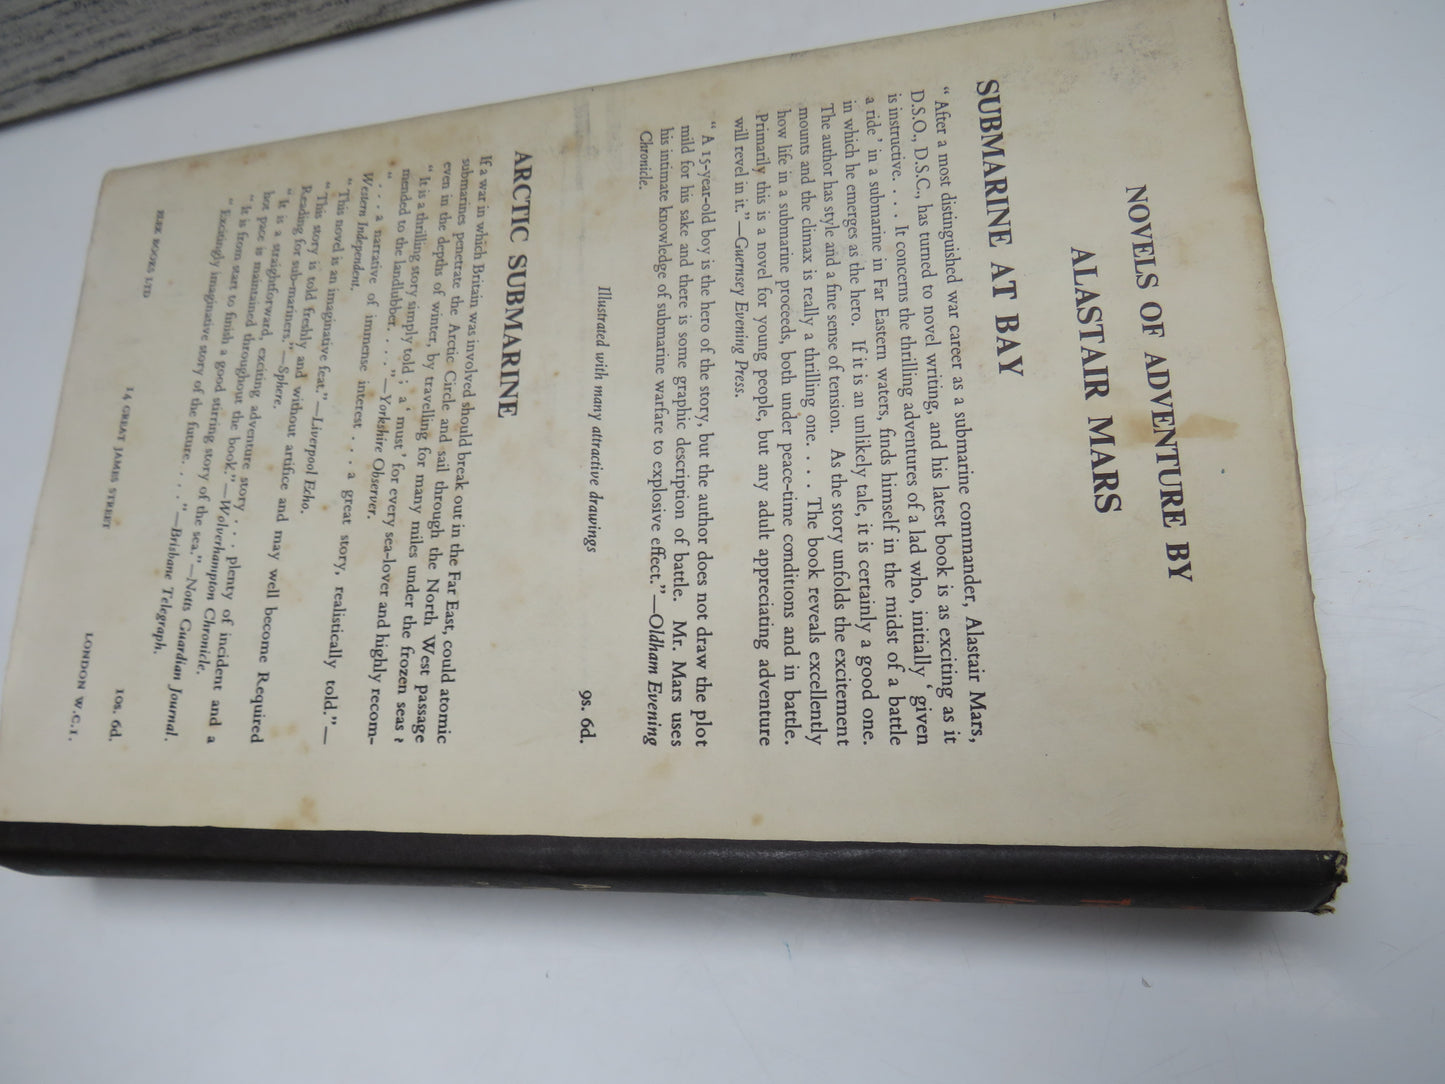 NOVELS OF ADVENTURE BY
ALASTAIR MARS
SUBMARINE AT BAY
“ After a most distinguished war career as a submarine commander, Alastair Mars,
D.S.O., D.S.C., has turned to novel writing, and his latest book is as exciting as it
is instructive. . . . It concerns the thrilling adventures of a lad who, initially ‘ given
a ride ’ in a submarine in Far Eastern waters, finds himself in the midst of a battle
in which he emerges as the hero. If it is an unlikely tale, it is certainly a good one.
The author has style and a fine sense of tension. As the story unfolds the excitement
mounts and the climax is really a thrilling one. . . . The book reveals excellently
how life in a submarine proceeds, both under peace-time conditions and in battle.
Primarily this is a novel for young people, but any adult appreciating adventure
will revel in it.”—Guernsey Evening Press.
“ A 15-year-old boy is the hero of the story, but the author does not draw the plot
mild for his sake and there is some graphic description of battle. Mr. Mars uses
his intimate knowledge of submarine warfare to explosive effect.”—Oldham Evening
Chronicle.
Illustrated with many attractive drawings 9s. 6d.
ARCTIC SUBMARINE
If a war in which Britain was involved should break out in the Far East, could atomic
submarines penetrate the Arctic Circle and sail through the North West passage
even in the depths of winter, by travelling for many miles under the frozen seas ?
“ It is a thrilling story simply told ; a ‘ must ’ for every sea-lover and highly recom-
mended to the landlubber. . . . ”—Yorkshire Observer.
“ . . . a narrative of immense interest . . . a great story, realistically told.”—
Western Independent.
“ This novel is an imaginative feat.”—Liverpool Echo.
“This story is told freshly and without artifice and may well become Required
Reading for sub-mariners.”—Sphere.
“ It is a straightforward, exciting adventure story . . . plenty of incident and a
hot pace is maintained throughout the book.”—Wolverhampton Chronicle.
“ It is from start to finish a good stirring story of the sea.”—Notts Guardian Journal.
“ Excitingly imaginative story of the future. . . . ”—Brisbane Telegraph.
10s. 6d.
ELEK BOOKS LTD 14 GREAT JAMES STREET LONDON W.C.1.